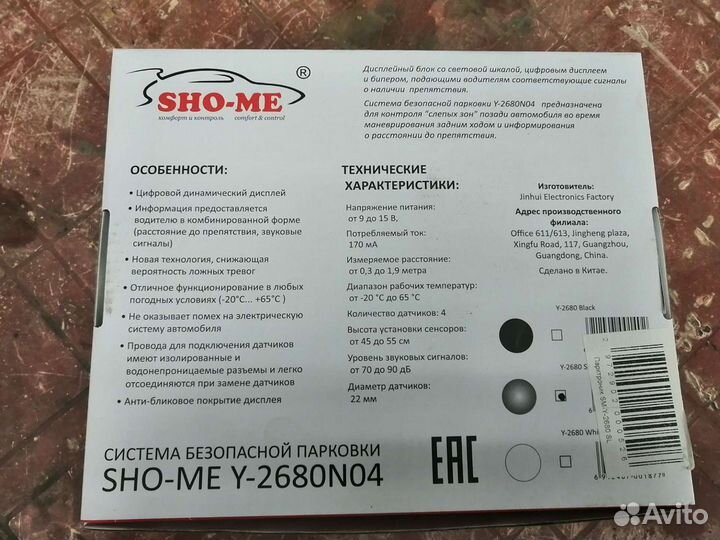 SHO-ME ®
комфорт и контроль comfort & control
Дисплейный блок со световой шкалой, цифровым дисплеем
и бипером, подающими водителям соответствующие сигналы
о наличии препятствия.
Система безопасной парковки Y-2680N04 предназначена
для контроля "слепых зон" позади автомобиля во время
маневрирования задним ходом и информирования
о расстоянии до препятствия.
ОСОБЕННОСТИ:
• Цифровой динамический дисплей
• Информация предоставляется
водителю в комбинированной форме
(расстояние до препятствия, звуковые
сигналы)
• Новая технология, снижающая
вероятность ложных тревог
• Отличное функционирование в любых
погодных условиях (-20°C... +65°C )
• Не оказывает помех на электрическую
систему автомобиля
• Провода для подключения датчиков
имеют изолированные и
водонепроницаемые разъемы и легко
отсоединяются при замене датчиков
• Анти-бликовое покрытие дисплея
ТЕХНИЧЕСКИЕ
ХАРАКТЕРИСТИКИ:
Напряжение питания:
от 9 до 15 В,
Потребляемый ток:
170 мА
Измеряемое расстояние:
от 0,3 до 1,9 метра
Диапазон рабочих температур:
от -20 °C до 65 °C
Количество датчиков: 4
Высота установки сенсоров:
от 45 до 55 см
Уровень звуковых сигналов:
от 70 до 90 дБ
Диаметр датчиков:
22 мм
Изготовитель:
Jinhui Electronics Factory
Адрес производственного
филиала:
Office 611/613, Jingheng plaza,
Xingfu Road, 117, Guangzhou,
Guangdong, China.
Сделано в Китае.
Y-2680 Black
Y-2680 S
Y-2680 Whi
Парктроник SM/Y-2680 SL
СИСТЕМА БЕЗОПАСНОЙ ПАРКОВКИ
SHO-ME Y-2680N04
EAC
Avito